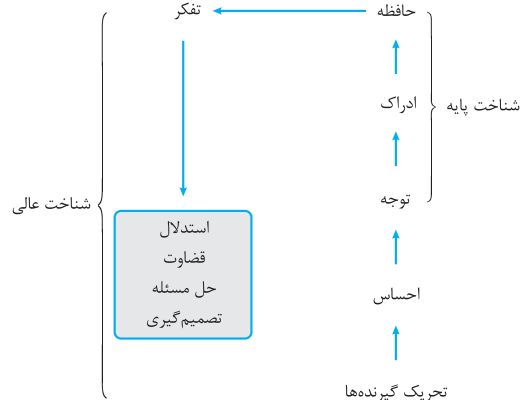 حافظه
تفکر
ادراک
شناخت پایه
توجه
شناخت عالی
استدلال
قضاوت
حل مسئله
تصمیم‌گیری
احساس
تحریک گیرنده‌ها